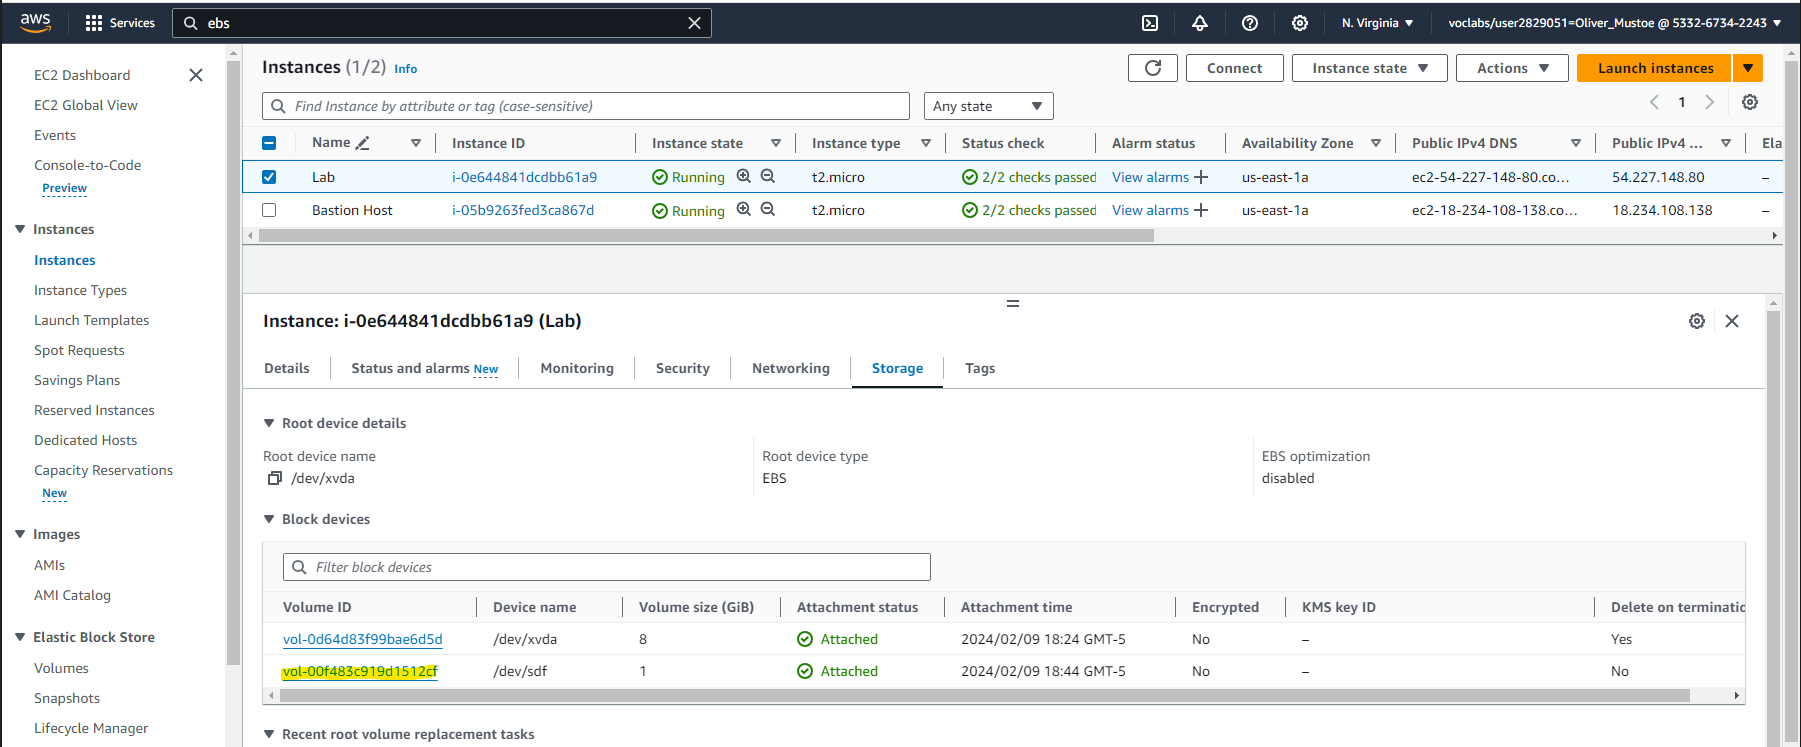 aws Services ebs N. Virginia voclabs/user2829051=Oliver_Mustoe @ 5332-6734-2243
EC2 Dashboard
EC2 Global View
Events
Console-to-Code
Preview
Instances
Instances
Instance Types
Launch Templates
Spot Requests
Savings Plans
Reserved Instances
Dedicated Hosts
Capacity Reservations
New
Images
AMIs
AMI Catalog
Elastic Block Store
Volumes
Snapshots
Lifecycle Manager
Instances (1/2) Info Connect Instance state Actions Launch instances
Find Instance by attribute or tag (case-sensitive) Any state 1
Name Instance ID Instance state Instance type Status check Alarm status Availability Zone Public IPv4 DNS Public IPv4 ... Ela
Lab i-0e644841dcdbb61a9 Running t2.micro 2/2 checks passed View alarms + us-east-1a ec2-54-227-148-80.co... 54.227.148.80 –
Bastion Host i-05b9263fed3ca867d Running t2.micro 2/2 checks passed View alarms + us-east-1a ec2-18-234-108-138.co... 18.234.108.138 –
Instance: i-0e644841dcdbb61a9 (Lab)
Details Status and alarms New Monitoring Security Networking Storage Tags
Root device details
Root device name Root device type EBS optimization
/dev/xvda EBS disabled
Block devices
Filter block devices
Volume ID Device name Volume size (GiB) Attachment status Attachment time Encrypted KMS key ID Delete on terminatio
vol-0d64d83f99bae6d5d /dev/xvda 8 Attached 2024/02/09 18:24 GMT-5 No – Yes
vol-00f483c919d1512cf /dev/sdf 1 Attached 2024/02/09 18:44 GMT-5 No – No
Recent root volume replacement tasks